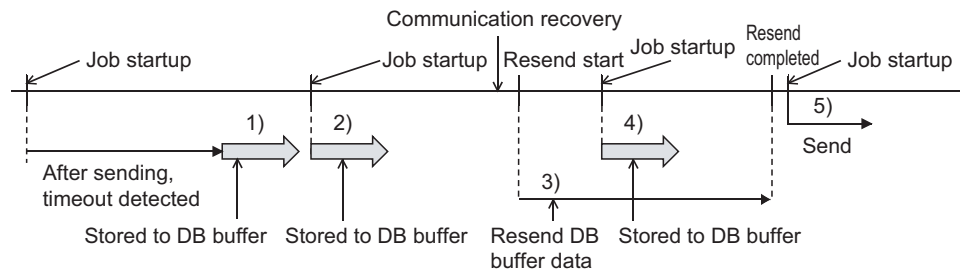 Communication recovery
Job startup
Job startup
Resend start
Job startup
Resend
completed
Job startup
1)
2)
4)
5)
Send
After sending,
timeout detected
3)
Stored to DB buffer
Stored to DB buffer
Resend DB
buffer data
Stored to DB buffer